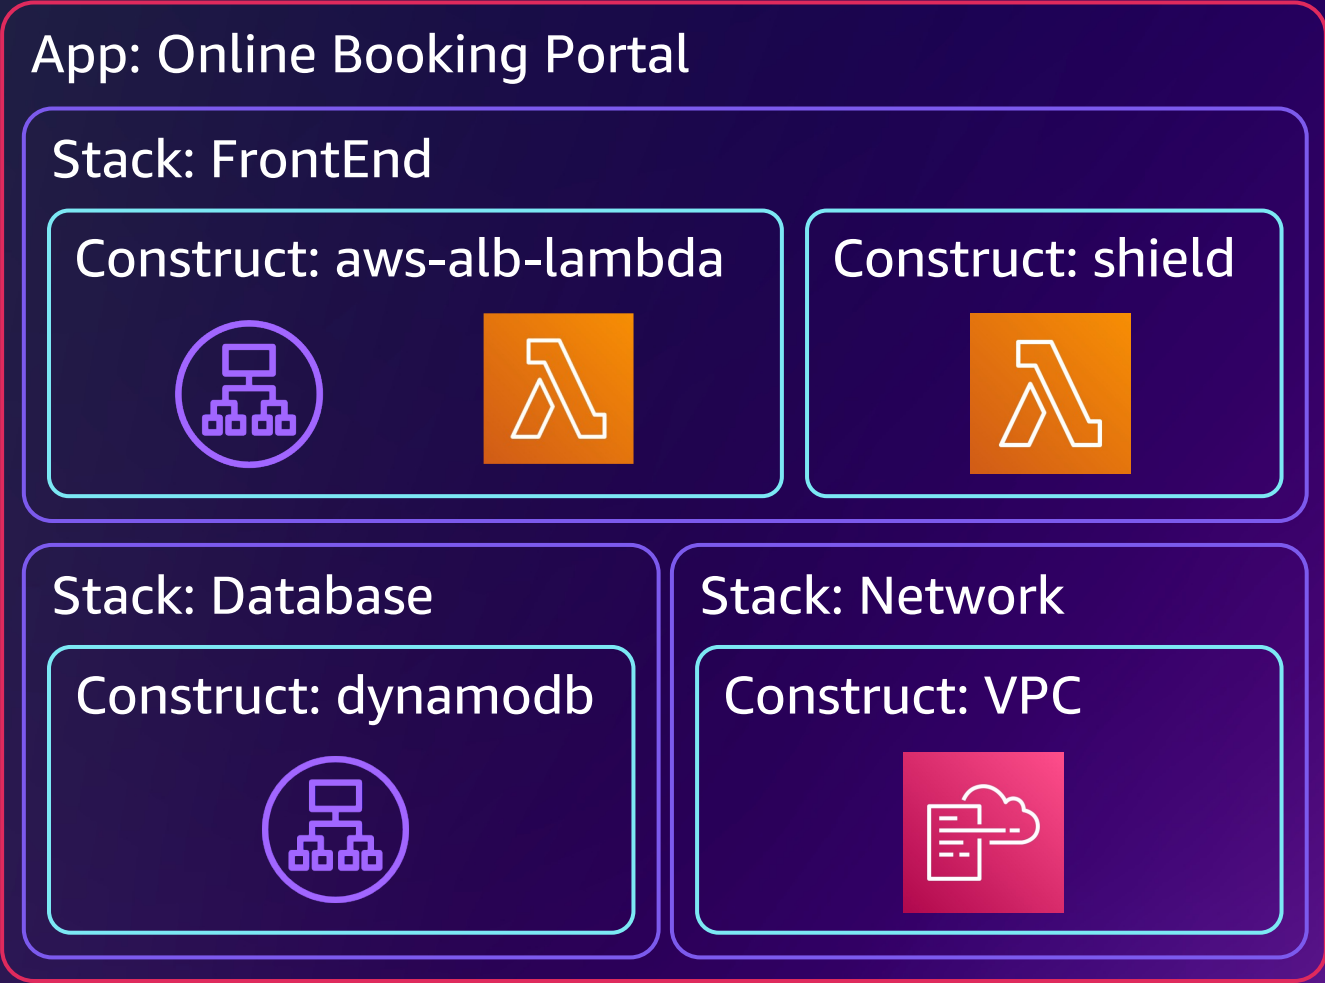 App: Online Booking Portal
Stack: FrontEnd
Construct: aws-alb-lambda
Construct: shield
Stack: Database
Construct: dynamodb
Stack: Network
Construct: VPC